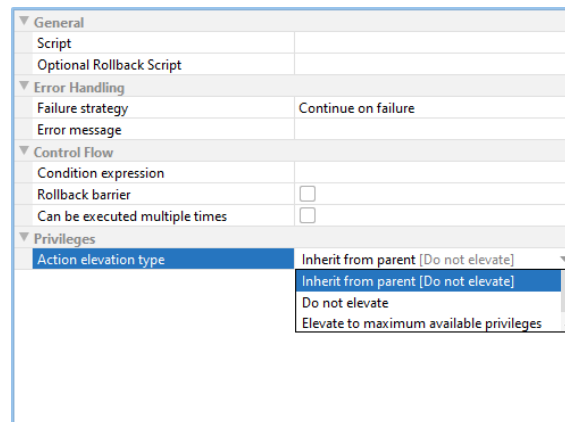 General
Script
Optional Rollback Script
Error Handling
Failure strategy Continue on failure
Error message
Control Flow
Condition expression
Rollback barrier
Can be executed multiple times
Privileges
Action elevation type Inherit from parent [Do not elevate]
Inherit from parent [Do not elevate]
Do not elevate
Elevate to maximum available privileges